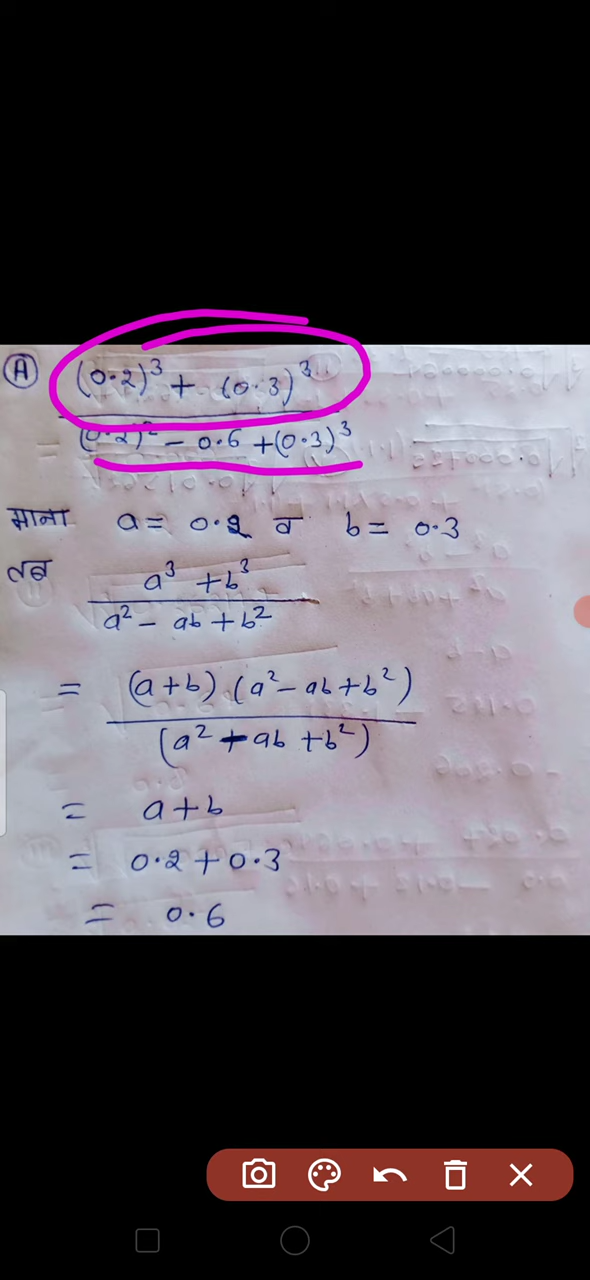 (A) (0.2)³ + (0.3)³
= (0.2)² - 0.6 + (0.3)³
माना a = 0.2 व b = 0.3
तब a³ + b³
a² - ab + b²
= (a+b) (a² - ab + b²)
(a² + ab + b²)
= a + b
= 0.2 + 0.3
= 0.6